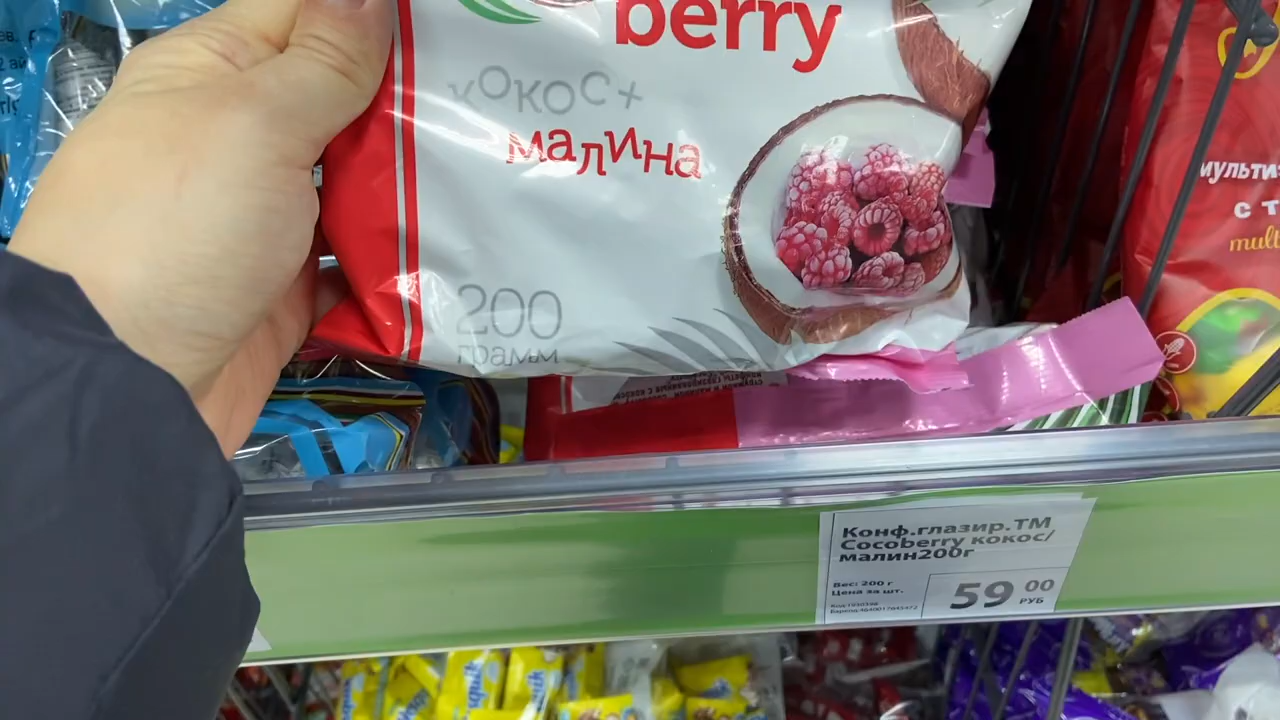 berry
кокос+
малина
200
грамм
мульти
с т
mult
Конф.глазир.ТМ
Cocoberry кокос/
малин200г
Вес: 200 г
Цена за шт.
59 00
РУБ